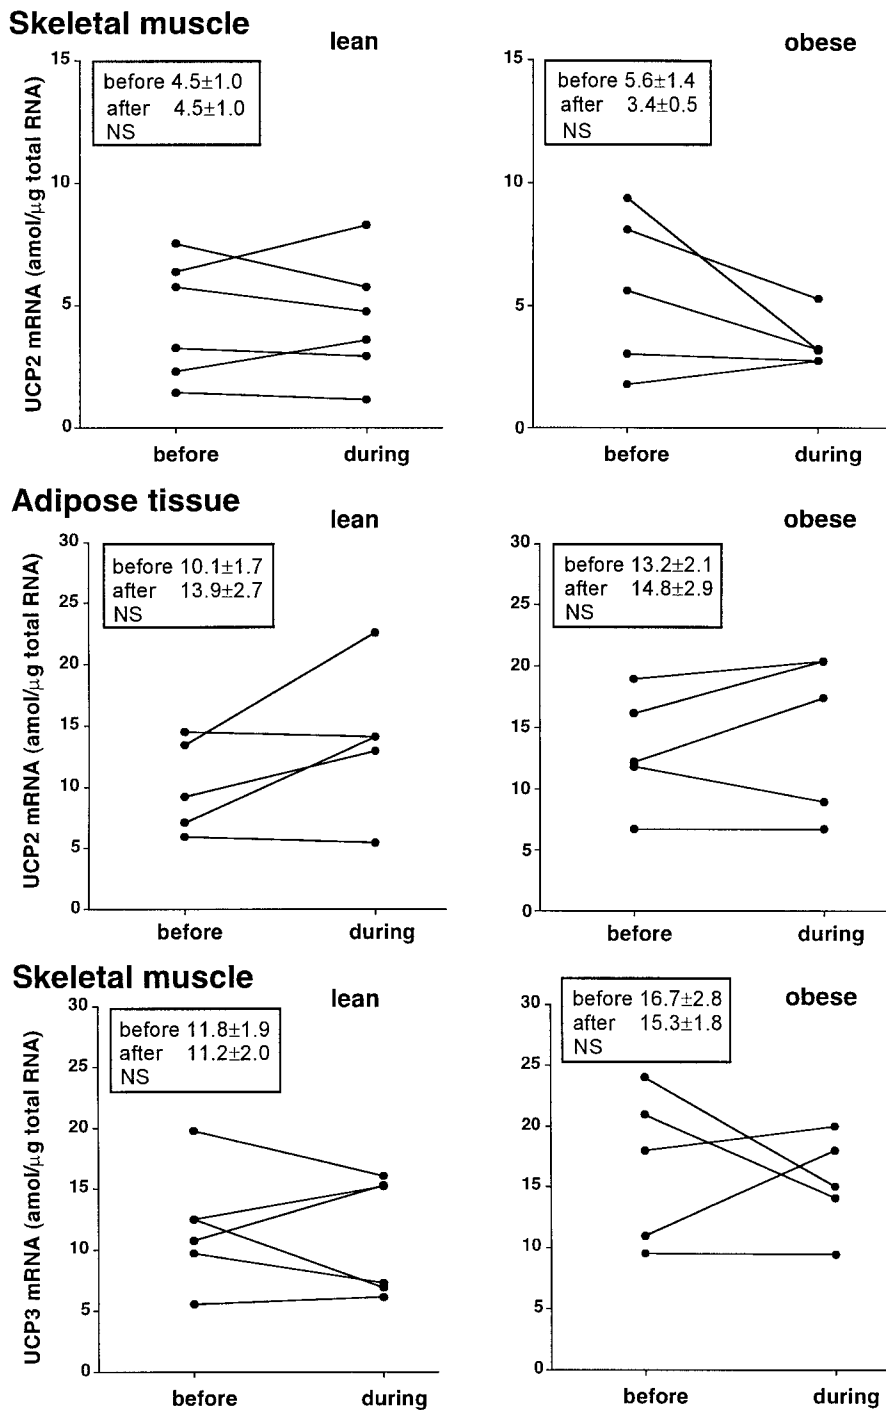 Skeletal muscle
lean
obese
UCP2 mRNA (amol/µg total RNA)
15
10
5
0
before 4.5±1.0
after 4.5±1.0
NS
before
during
15
10
5
0
before 5.6±1.4
after 3.4±0.5
NS
before
during
Adipose tissue
lean
obese
UCP2 mRNA (amol/µg total RNA)
30
25
20
15
10
5
0
before 10.1±1.7
after 13.9±2.7
NS
before
during
30
25
20
15
10
5
0
before 13.2±2.1
after 14.8±2.9
NS
before
during
Skeletal muscle
lean
obese
UCP3 mRNA (amol/µg total RNA)
30
25
20
15
10
5
0
before 11.8±1.9
after 11.2±2.0
NS
before
during
30
25
20
15
10
5
0
before 16.7±2.8
after 15.3±1.8
NS
before
during